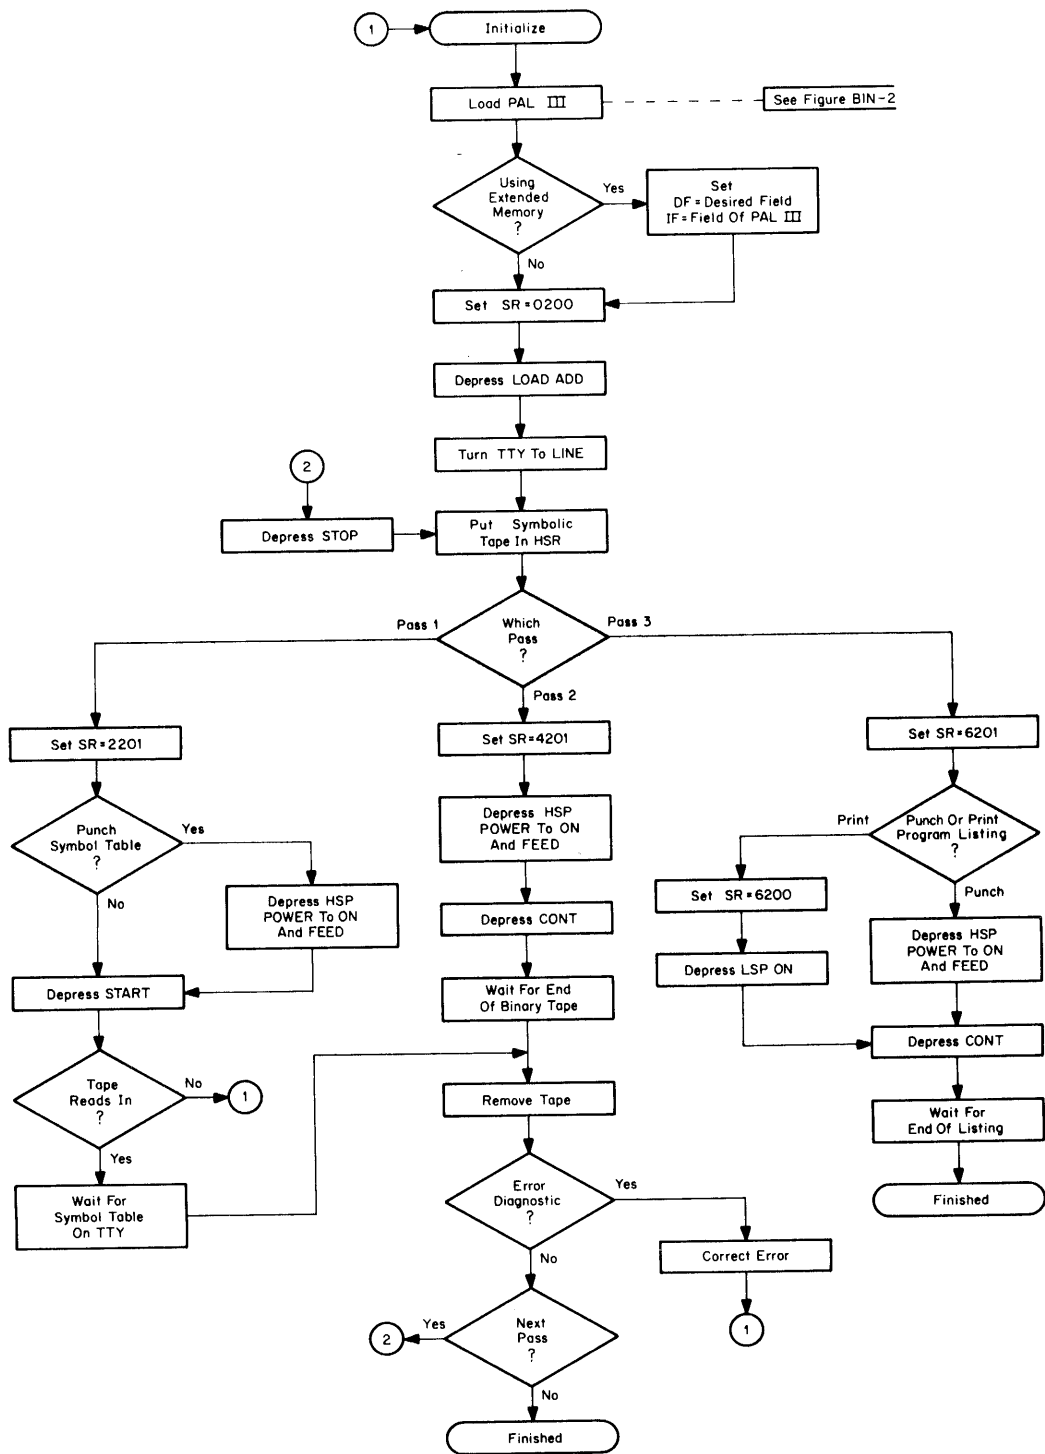 1
Initialize
Load PAL III
See Figure BIN-2
Using
Extended
Memory
?
Yes
Set
DF=Desired Field
IF=Field Of PAL III
No
Set SR=0200
Depress LOAD ADD
Turn TTY To LINE
2
Depress STOP
Put Symbolic
Tape In HSR
Pass 1
Which
Pass
?
Pass 3
Pass 2
Set SR=2201
Set SR=4201
Set SR=6201
Punch
Symbol Table
?
Yes
No
Depress HSP
POWER To ON
And FEED
Depress HSP
POWER To ON
And FEED
Print
Punch Or Print
Program Listing
?
Punch
Set SR=6200
Depress CONT
Depress HSP
POWER To ON
And FEED
Depress LSP ON
Depress START
Wait For End
Of Binary Tape
Depress CONT
Tape
Reads In
?
No
1
Yes
Remove Tape
Wait For
End Of Listing
Wait For
Symbol Table
On TTY
Error
Diagnostic
?
Yes
Finished
No
Correct Error
1
2
Yes
Next
Pass
?
No
Finished